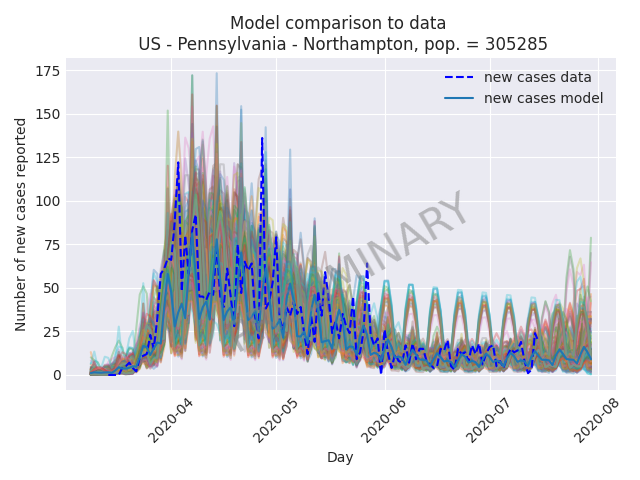 Model comparison to data
US - Pennsylvania - Northampton, pop. = 305285
Number of new cases reported
175
150
125
100
75
50
25
0
new cases data
new cases model
MINARY
2020-04
2020-05
2020-06
2020-07
2020-08
Day